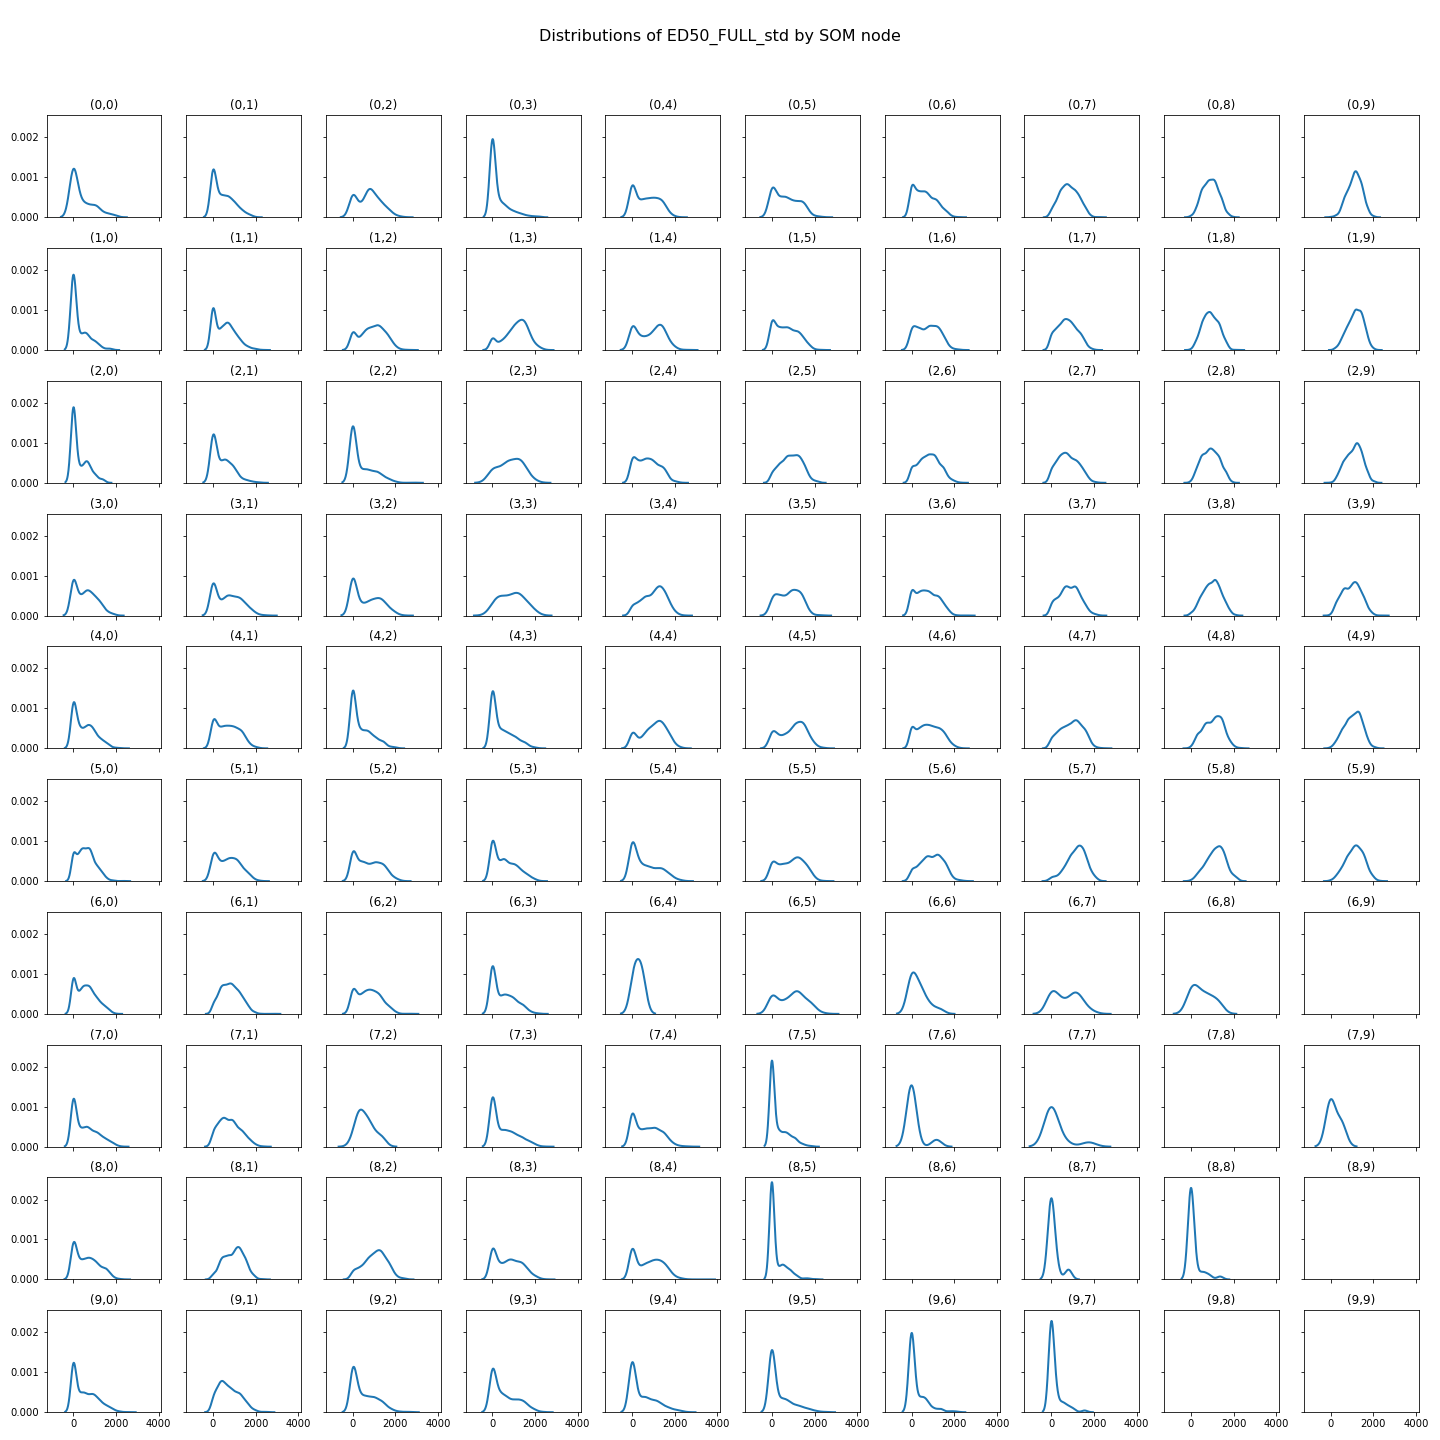 Distributions of ED50_FULL_std by SOM node
(0,0) (0,1) (0,2) (0,3) (0,4) (0,5) (0,6) (0,7) (0,8) (0,9)
0.002
0.001
0.000
(1,0) (1,1) (1,2) (1,3) (1,4) (1,5) (1,6) (1,7) (1,8) (1,9)
0.002
0.001
0.000
(2,0) (2,1) (2,2) (2,3) (2,4) (2,5) (2,6) (2,7) (2,8) (2,9)
0.002
0.001
0.000
(3,0) (3,1) (3,2) (3,3) (3,4) (3,5) (3,6) (3,7) (3,8) (3,9)
0.002
0.001
0.000
(4,0) (4,1) (4,2) (4,3) (4,4) (4,5) (4,6) (4,7) (4,8) (4,9)
0.002
0.001
0.000
(5,0) (5,1) (5,2) (5,3) (5,4) (5,5) (5,6) (5,7) (5,8) (5,9)
0.002
0.001
0.000
(6,0) (6,1) (6,2) (6,3) (6,4) (6,5) (6,6) (6,7) (6,8) (6,9)
0.002
0.001
0.000
(7,0) (7,1) (7,2) (7,3) (7,4) (7,5) (7,6) (7,7) (7,8) (7,9)
0.002
0.001
0.000
(8,0) (8,1) (8,2) (8,3) (8,4) (8,5) (8,6) (8,7) (8,8) (8,9)
0.002
0.001
0.000
(9,0) (9,1) (9,2) (9,3) (9,4) (9,5) (9,6) (9,7) (9,8) (9,9)
0.002
0.001
0.000
0 2000 4000 0 2000 4000 0 2000 4000 0 2000 4000 0 2000 4000 0 2000 4000 0 2000 4000 0 2000 4000 0 2000 4000 0 2000 4000